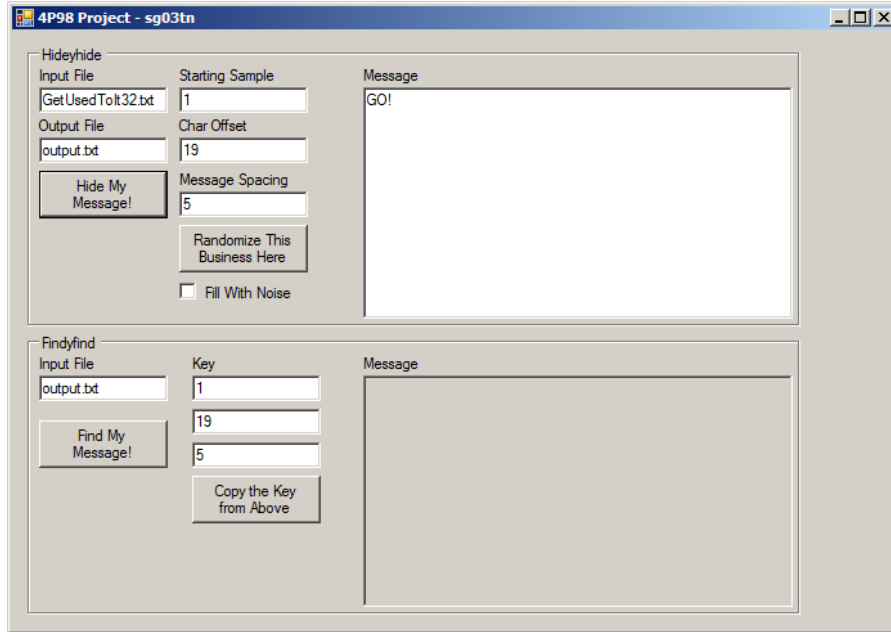 4P98 Project - sg03tn
Hideyhide
Input File
GetUsedToIt32.txt
Output File
output.txt
Hide My
Message!
Starting Sample
1
Char Offset
19
Message Spacing
5
Randomize This
Business Here
Fill With Noise
Message
GO!
Findyfind
Input File
output.txt
Find My
Message!
Key
1
19
5
Copy the Key
from Above
Message